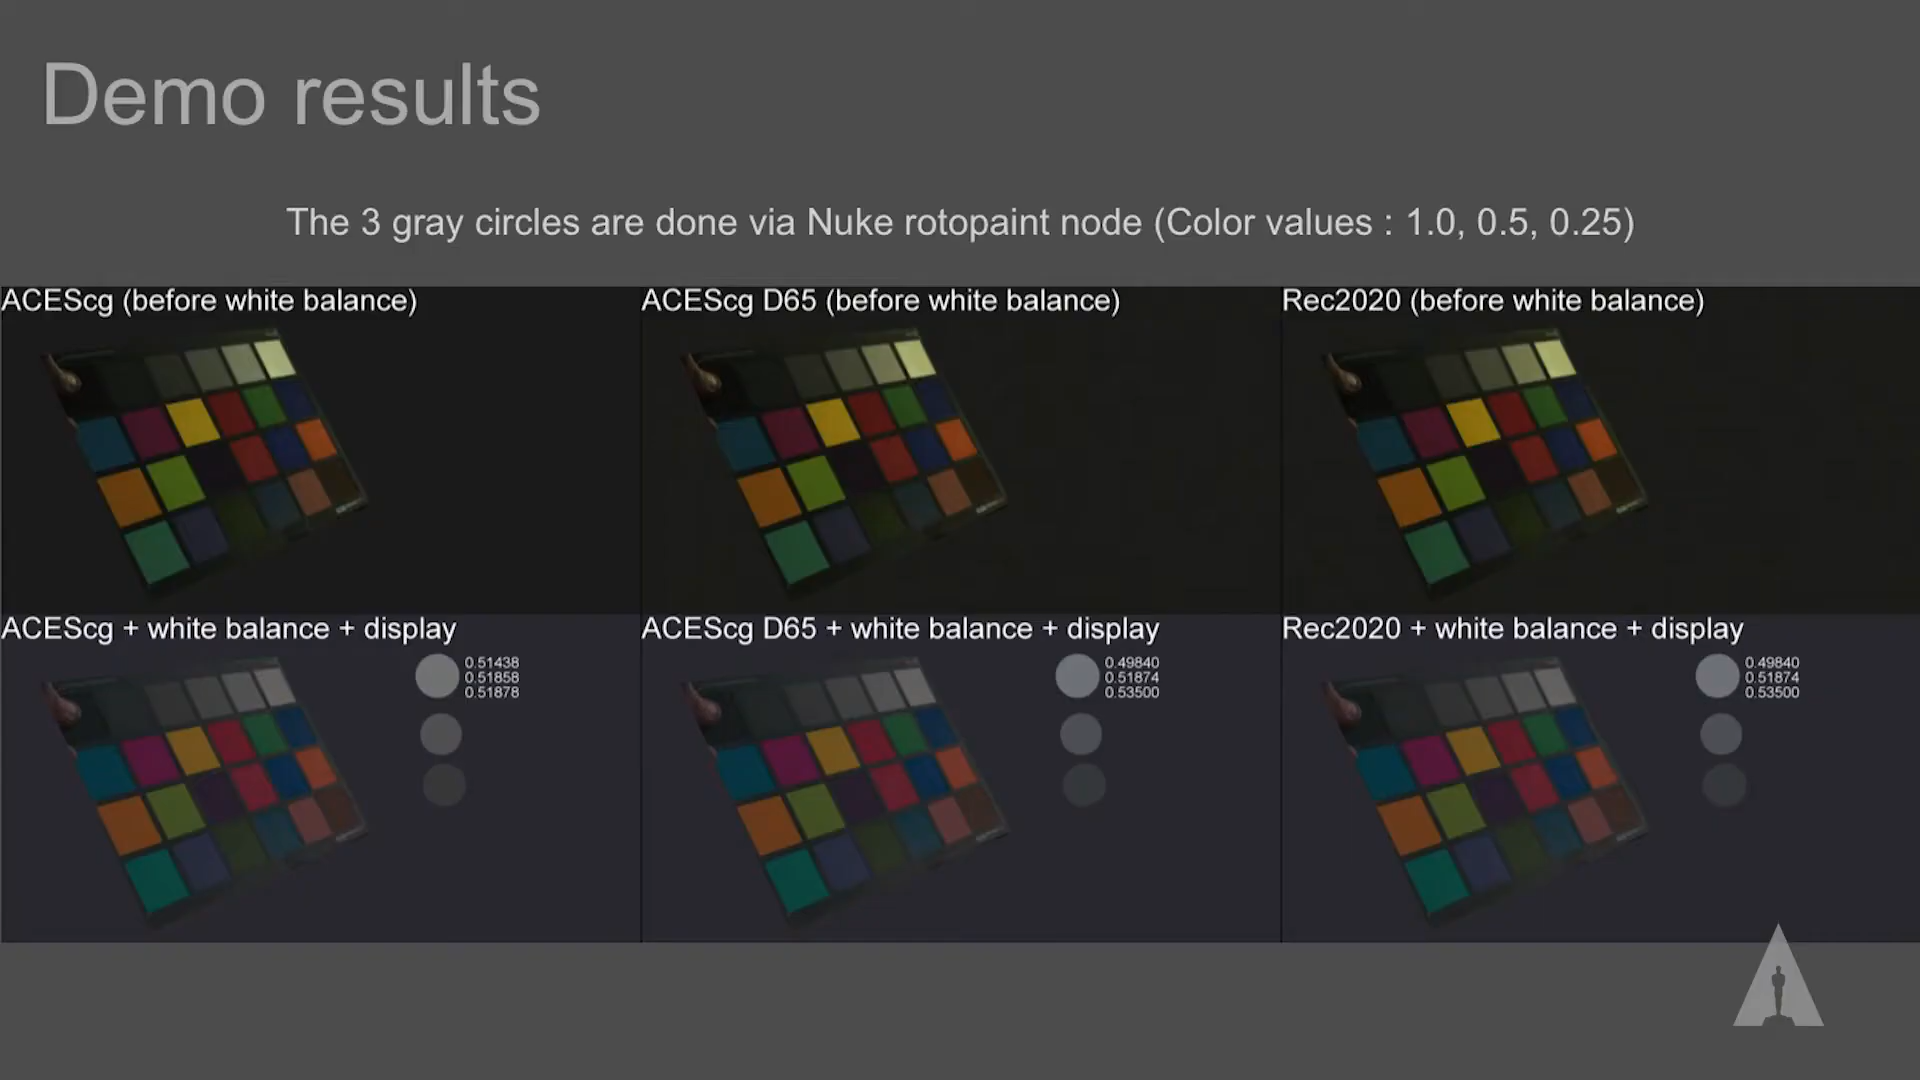 Demo results
The 3 gray circles are done via Nuke rotopaint node (Color values : 1.0, 0.5, 0.25)
ACEScg (before white balance)
ACEScg D65 (before white balance)
Rec2020 (before white balance)
ACEScg + white balance + display
0.51438
0.51858
0.51878
ACEScg D65 + white balance + display
0.49840
0.51874
0.53500
Rec2020 + white balance + display
0.49840
0.51874
0.53500